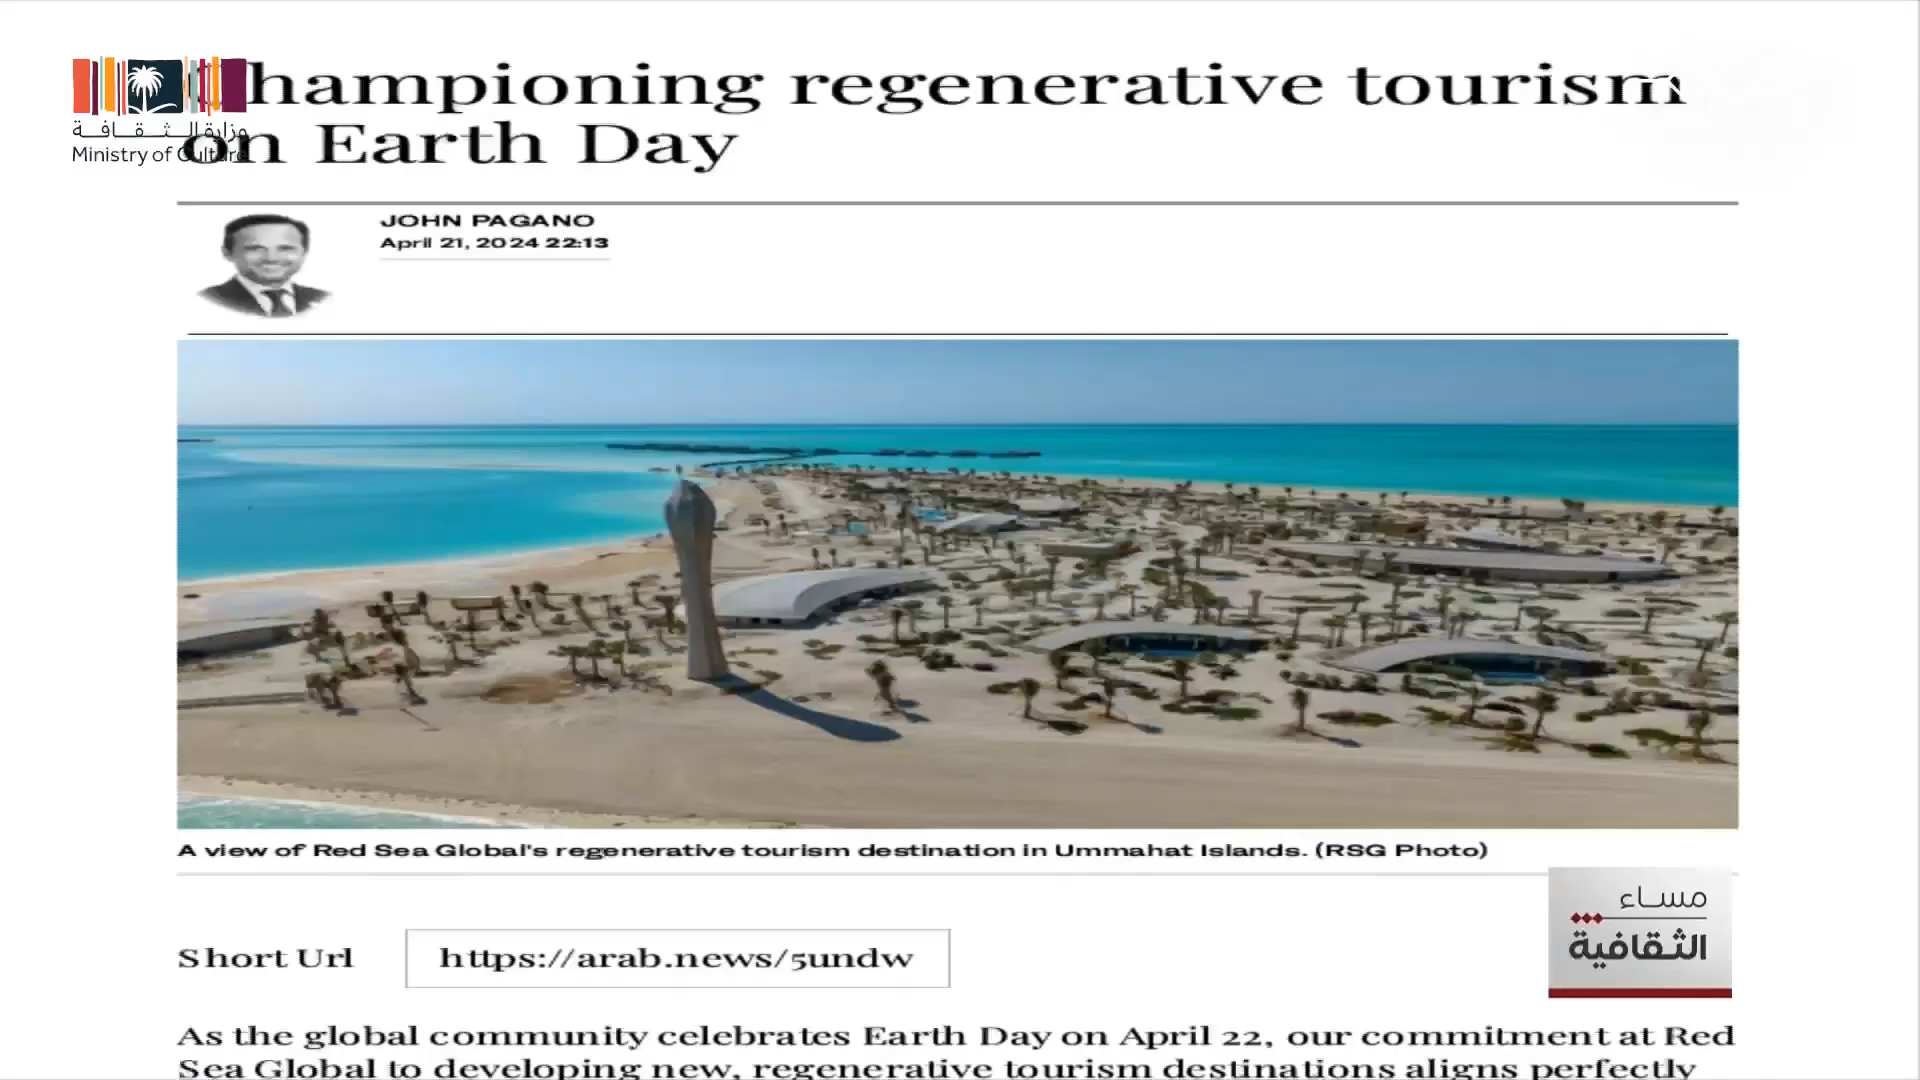 Championing regenerative tourism
on Earth Day
وزارة الثقافة
Ministry of Culture
JOHN PAGANO
April 21, 2024 22:13
A view of Red Sea Global's regenerative tourism destination in Ummahat Islands. (RSG Photo)
مساء
الثقافية
Short Url
https://arab.news/5undw
As the global community celebrates Earth Day on April 22, our commitment at Red
Sea Global to developing new, regenerative tourism destinations aligns perfectly